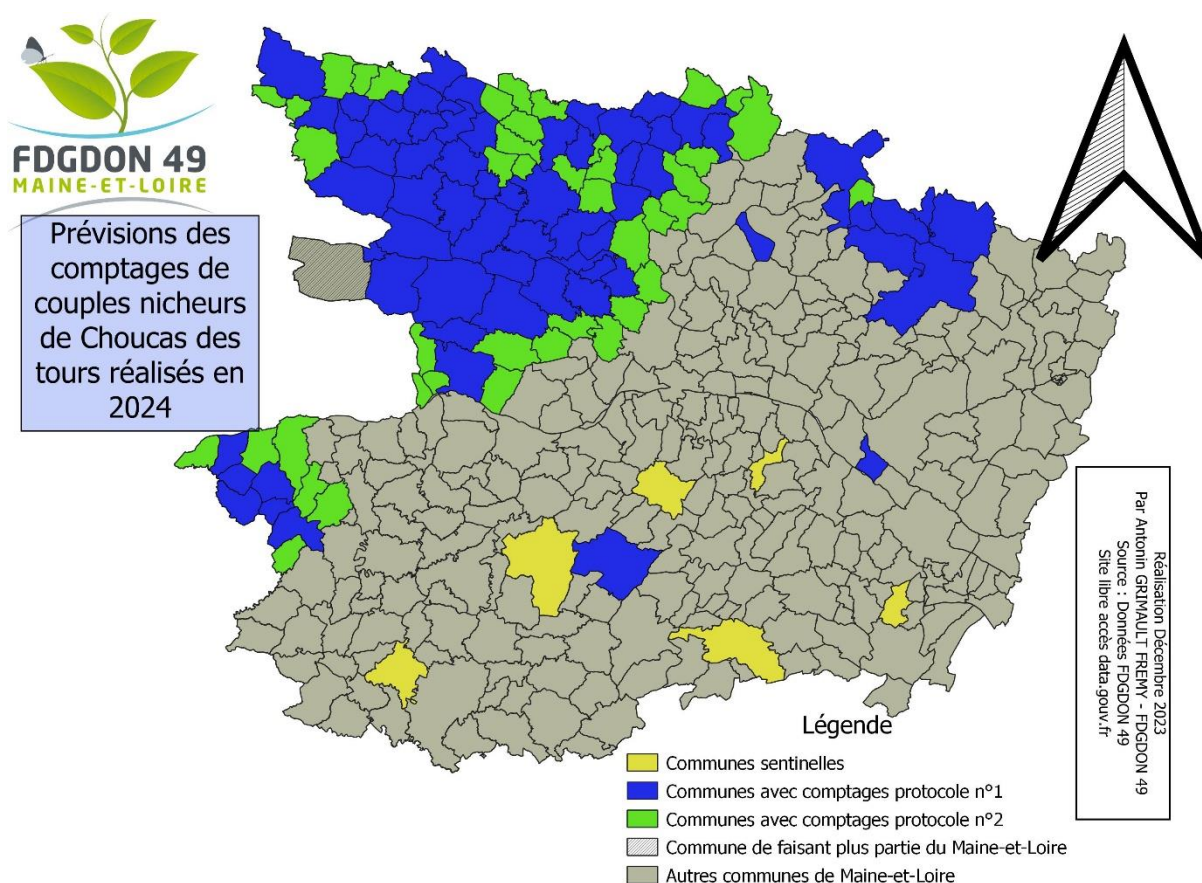 FDGDON 49
MAINE-ET-LOIRE
Prévisions des
comptages de
couples nicheurs
de Choucas des
tours réalisés en
2024
Réalisation Décembre 2023
Par Antonin GRIMAULT FREMY - FDGDON 49
Source : Données FDGDON 49
Site libre accès data.gouv.fr
Légende
Communes sentinelles
Communes avec comptages protocole n°1
Communes avec comptages protocole n°2
Commune de faisant plus partie du Maine-et-Loire
Autres communes de Maine-et-Loire